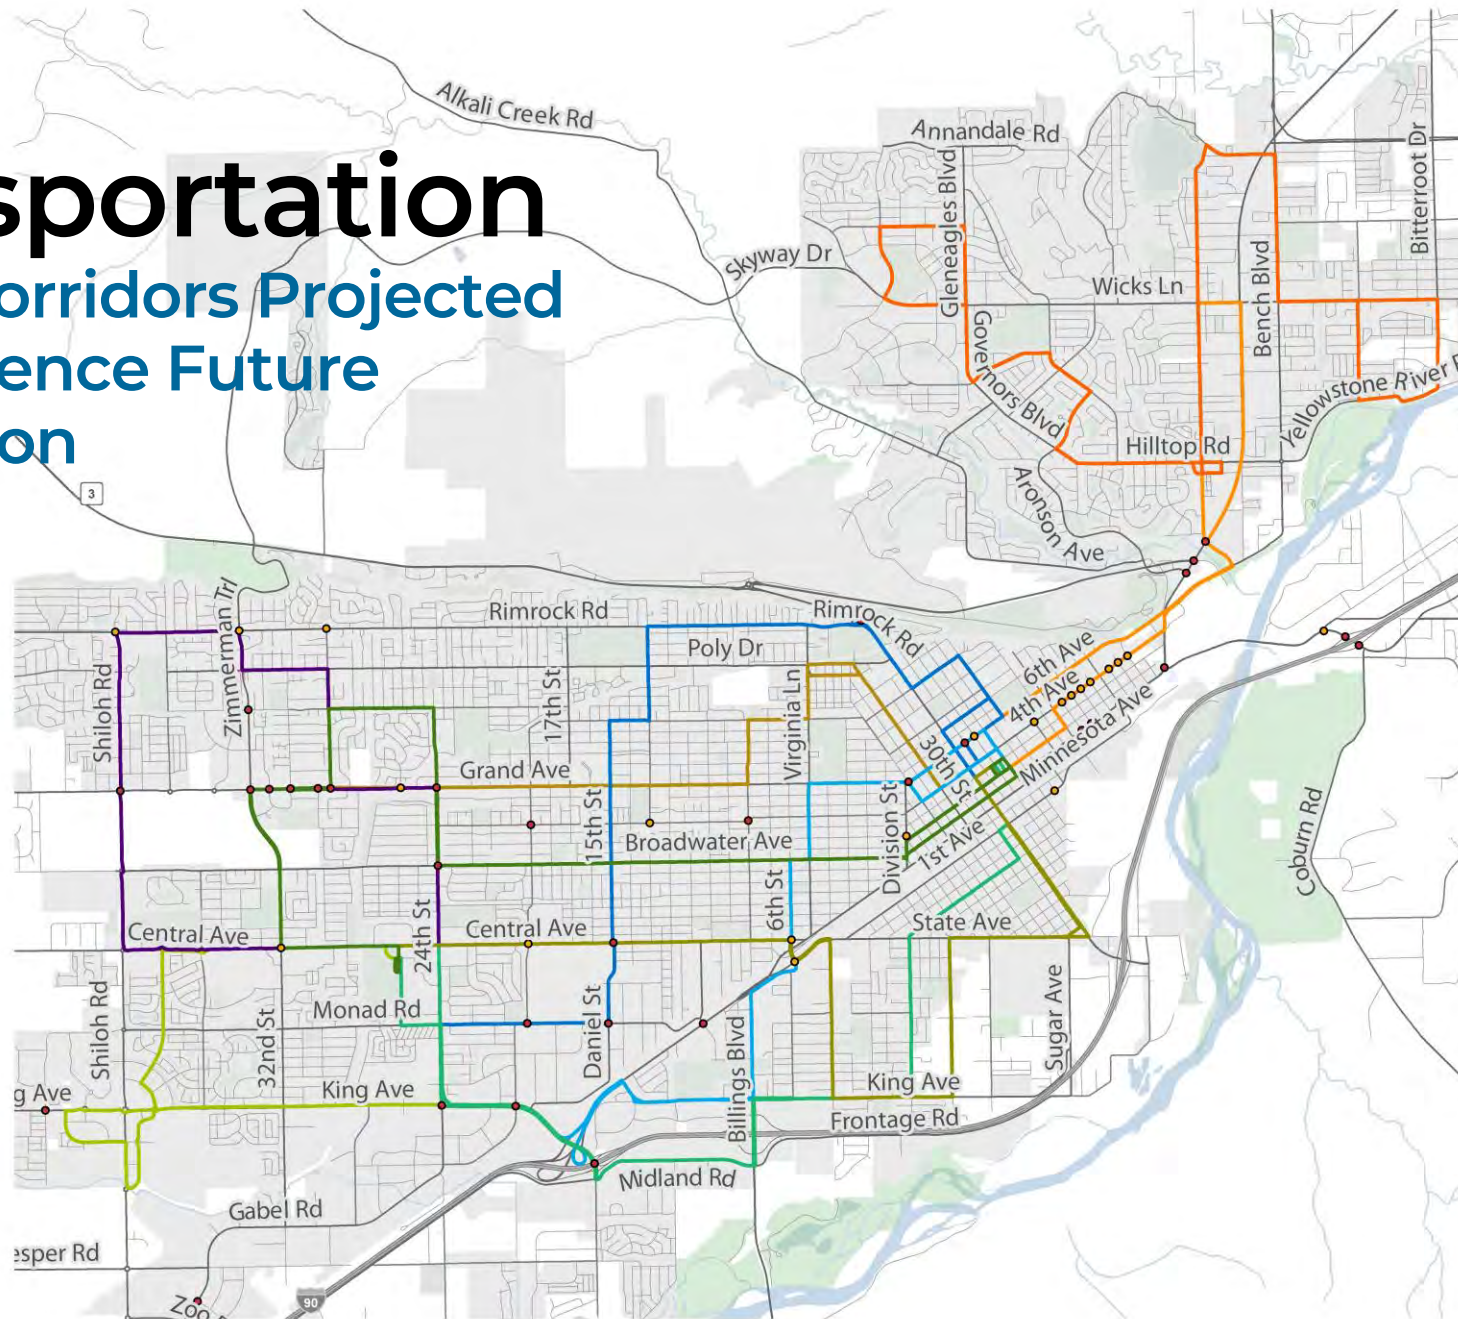 Alkali Creek Rd
Annandale Rd
sportation
Gleneagles Blvd
Bitterroot Dr
Skyway Dr
orridors Projected
Wicks Ln
Bench Blvd
ence Future
Governors Blvd
Yellowstone River
on
Hilltop Rd
3
Aronson Ave
Zimmerman Trl
Rimrock Rd
Rimrock Rd
Poly Dr
6th Ave
4th Ave
Shiloh Rd
17th St
Virginia Ln
Minnesota Ave
30th St
Grand Ave
15th St
Broadwater Ave
Division St
1st Ave
Coburn Rd
6th St
Central Ave
24th St
Central Ave
State Ave
Shiloh Rd
32nd St
Monad Rd
Daniel St
Billings Blvd
Sugar Ave
g Ave
King Ave
King Ave
Frontage Rd
Midland Rd
Gabel Rd
esper Rd
Zoo
90